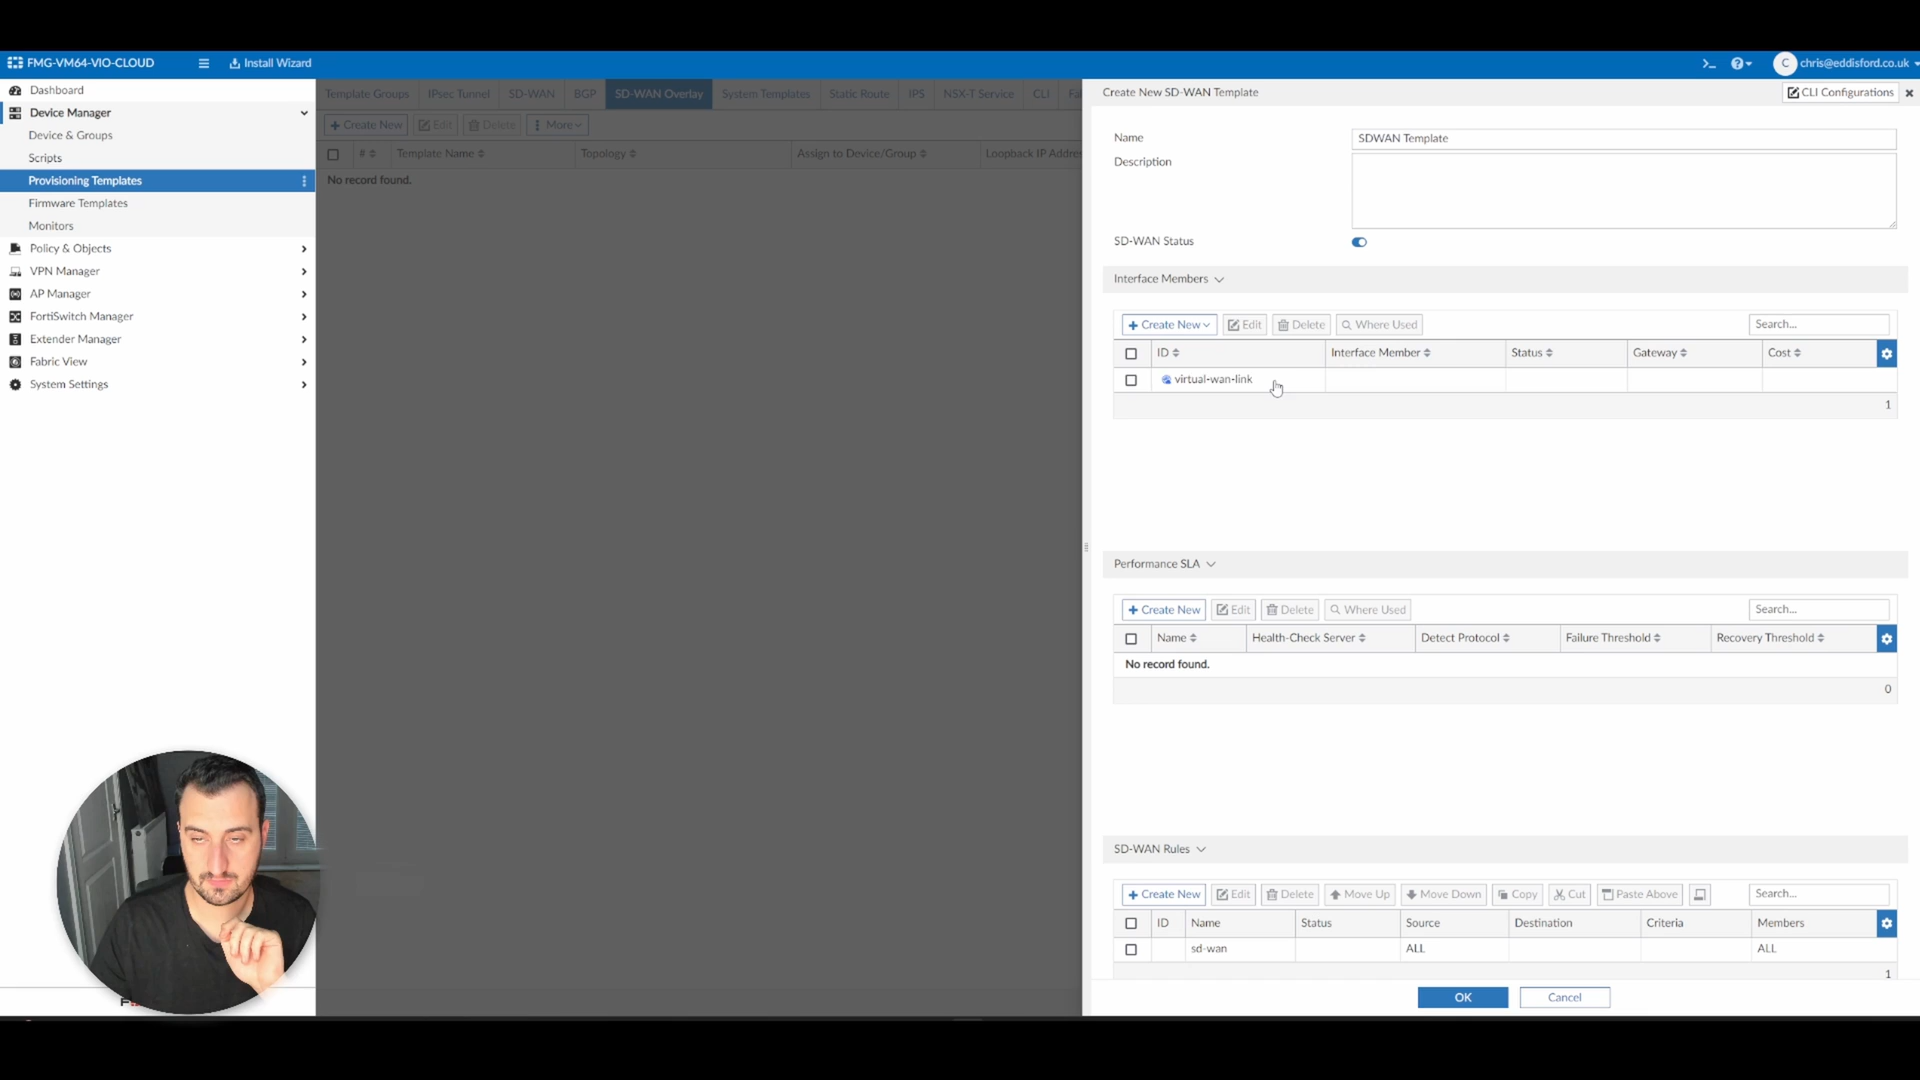 FMG-VM64-VIO-CLOUD
Install Wizard
C
chris@eddisford.co.uk
Dashboard
Device Manager
Device & Groups
Scripts
Provisioning Templates
Firmware Templates
Monitors
Policy & Objects
VPN Manager
AP Manager
FortiSwitch Manager
Extender Manager
Fabric View
System Settings
Template Groups
IPsec Tunnel
SD-WAN
BGP
SD-WAN Overlay
System Templates
Static Route
IPS
NSX-T Service
CLI
+ Create New
Edit
Delete
More
#
Template Name
Topology
Assign to Device/Group
Loopback IP Addre
No record found.
Create New SD-WAN Template
CLI Configurations
Name
SDWAN Template
Description
SD-WAN Status
Interface Members
+ Create New
Edit
Delete
Where Used
Search...
ID
Interface Member
Status
Gateway
Cost
virtual-wan-link
1
Performance SLA
+ Create New
Edit
Delete
Where Used
Search...
Name
Health-Check Server
Detect Protocol
Failure Threshold
Recovery Threshold
No record found.
0
SD-WAN Rules
+ Create New
Edit
Delete
Move Up
Move Down
Copy
Cut
Paste Above
Search...
ID
Name
Status
Source
Destination
Criteria
Members
sd-wan
ALL
ALL
1
OK
Cancel